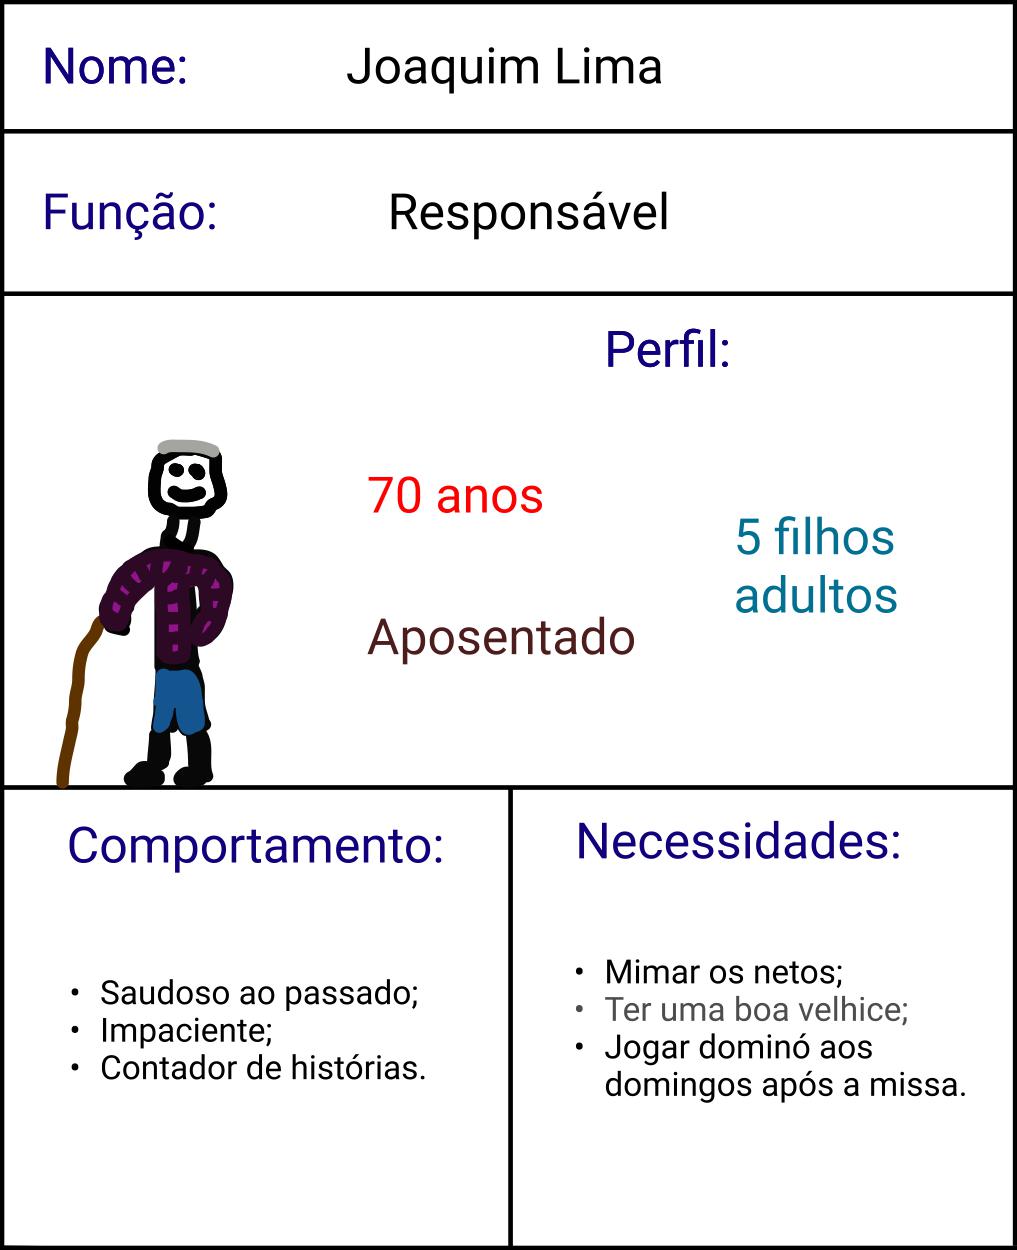 Nome: Joaquim Lima
Função: Responsável
Perfil:
70 anos
5 filhos
adultos
Aposentado
Comportamento:
• Saudoso ao passado;
• Impaciente;
• Contador de histórias.
Necessidades:
• Mimar os netos;
• Ter uma boa velhice;
• Jogar dominó aos
domingos após a missa.